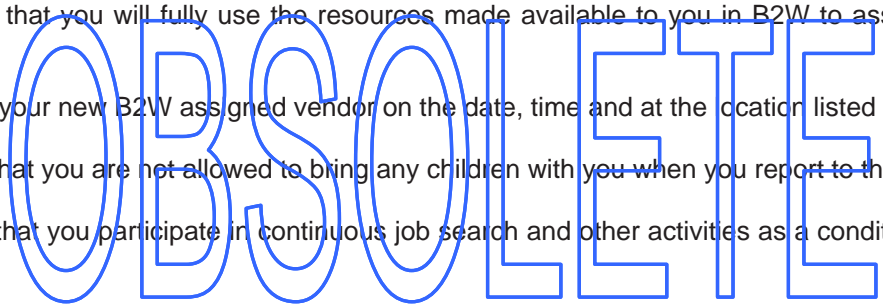 that you will fully use the resources made available to you in B2W to as
your new B2W assigned vendor on the date, time and at the location listed
hat you are not allowed to bring any children with you when you report to th
that you participate in continuous job search and other activities as a condit
OBSOLETE